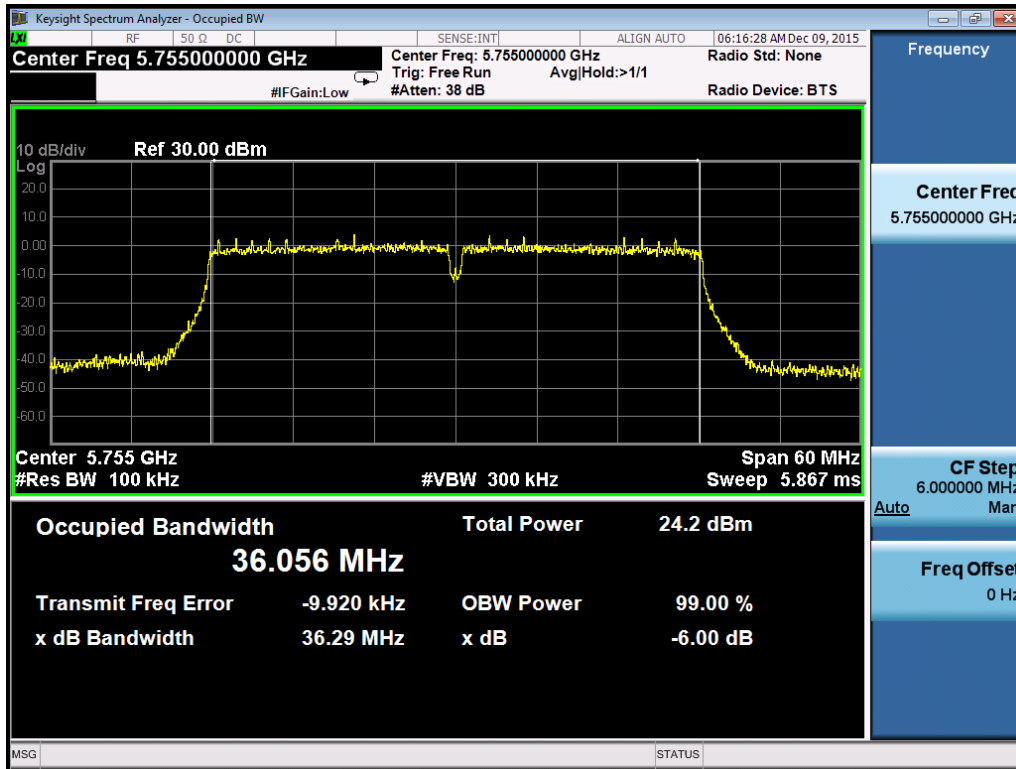 Keysight Spectrum Analyzer - Occupied BW
LXI RF 50 Ω DC SENSE:INT ALIGN AUTO 06:16:28 AM Dec 09, 2015
Center Freq 5.755000000 GHz
Center Freq: 5.755000000 GHz Radio Std: None
Trig: Free Run Avg|Hold:>1/1
#IFGain:Low #Atten: 38 dB Radio Device: BTS
10 dB/div Ref 30.00 dBm
Log
20.0
10.0
0.00
-10.0
-20.0
-30.0
-40.0
-50.0
-60.0
Center 5.755 GHz Span 60 MHz
#Res BW 100 kHz #VBW 300 kHz Sweep 5.867 ms
Occupied Bandwidth Total Power 24.2 dBm
36.056 MHz
Transmit Freq Error -9.920 kHz OBW Power 99.00 %
x dB Bandwidth 36.29 MHz x dB -6.00 dB
Frequency
Center Freq
5.755000000 GHz
CF Step
6.000000 MHz
Auto Man
Freq Offset
0 Hz
MSG STATUS